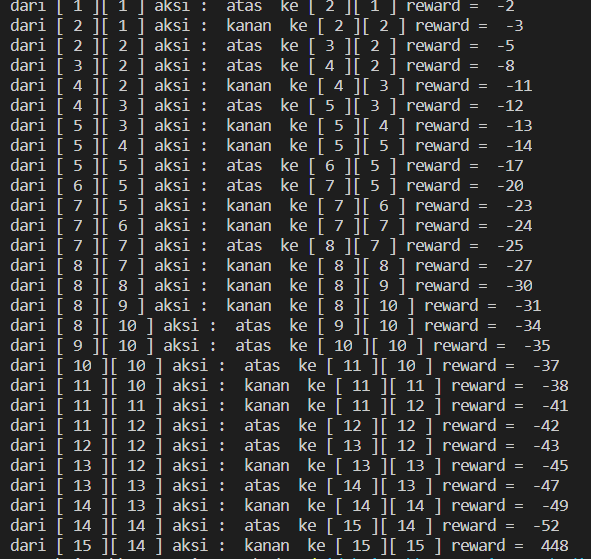 dari [ 1 ][ 1 ] aksi :  atas  ke [ 2 ][ 1 ] reward =  -2
dari [ 2 ][ 1 ] aksi :  kanan  ke [ 2 ][ 2 ] reward =  -3
dari [ 2 ][ 2 ] aksi :  atas  ke [ 3 ][ 2 ] reward =  -5
dari [ 3 ][ 2 ] aksi :  atas  ke [ 4 ][ 2 ] reward =  -8
dari [ 4 ][ 2 ] aksi :  kanan  ke [ 4 ][ 3 ] reward =  -11
dari [ 4 ][ 3 ] aksi :  atas  ke [ 5 ][ 3 ] reward =  -12
dari [ 5 ][ 3 ] aksi :  kanan  ke [ 5 ][ 4 ] reward =  -13
dari [ 5 ][ 4 ] aksi :  kanan  ke [ 5 ][ 5 ] reward =  -14
dari [ 5 ][ 5 ] aksi :  atas  ke [ 6 ][ 5 ] reward =  -17
dari [ 6 ][ 5 ] aksi :  atas  ke [ 7 ][ 5 ] reward =  -20
dari [ 7 ][ 5 ] aksi :  kanan  ke [ 7 ][ 6 ] reward =  -23
dari [ 7 ][ 6 ] aksi :  kanan  ke [ 7 ][ 7 ] reward =  -24
dari [ 7 ][ 7 ] aksi :  atas  ke [ 8 ][ 7 ] reward =  -25
dari [ 8 ][ 7 ] aksi :  kanan  ke [ 8 ][ 8 ] reward =  -27
dari [ 8 ][ 8 ] aksi :  kanan  ke [ 8 ][ 9 ] reward =  -30
dari [ 8 ][ 9 ] aksi :  kanan  ke [ 8 ][ 10 ] reward =  -31
dari [ 8 ][ 10 ] aksi :  atas  ke [ 9 ][ 10 ] reward =  -34
dari [ 9 ][ 10 ] aksi :  atas  ke [ 10 ][ 10 ] reward =  -35
dari [ 10 ][ 10 ] aksi :  atas  ke [ 11 ][ 10 ] reward =  -37
dari [ 11 ][ 10 ] aksi :  kanan  ke [ 11 ][ 11 ] reward =  -38
dari [ 11 ][ 11 ] aksi :  kanan  ke [ 11 ][ 12 ] reward =  -41
dari [ 11 ][ 12 ] aksi :  atas  ke [ 12 ][ 12 ] reward =  -42
dari [ 12 ][ 12 ] aksi :  atas  ke [ 13 ][ 12 ] reward =  -43
dari [ 13 ][ 12 ] aksi :  kanan  ke [ 13 ][ 13 ] reward =  -45
dari [ 13 ][ 13 ] aksi :  atas  ke [ 14 ][ 13 ] reward =  -47
dari [ 14 ][ 13 ] aksi :  kanan  ke [ 14 ][ 14 ] reward =  -49
dari [ 14 ][ 14 ] aksi :  atas  ke [ 15 ][ 14 ] reward =  -52
dari [ 15 ][ 14 ] aksi :  kanan  ke [ 15 ][ 15 ] reward =  448